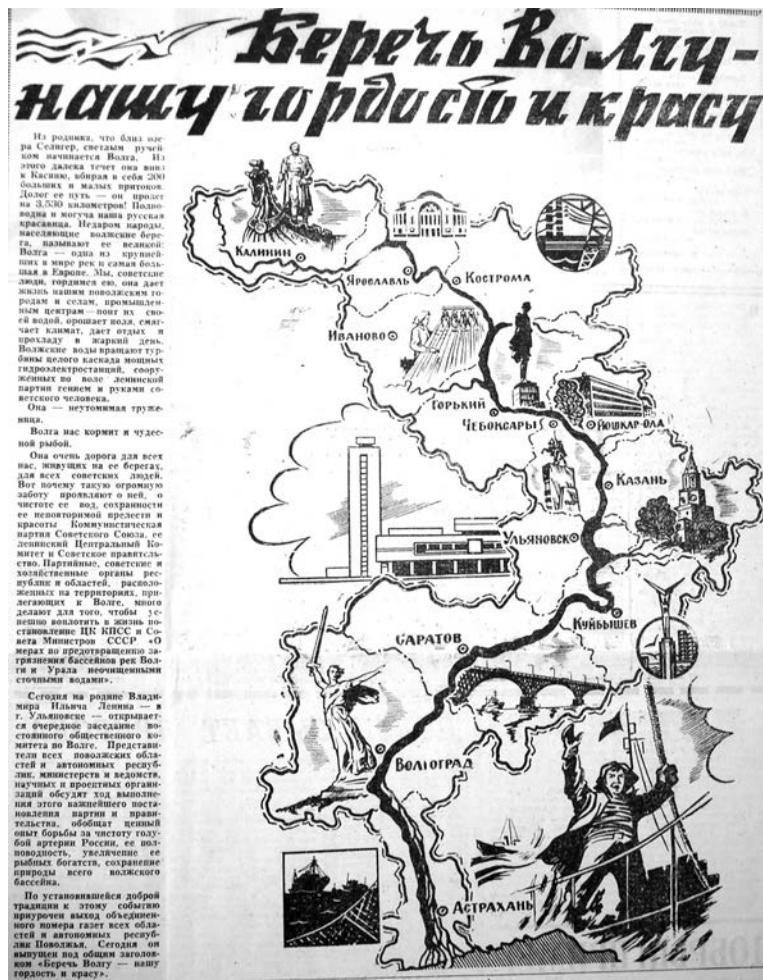 Беречь Волгу-
нашу гордость и красу
Из родника, что близ озе-
ра Селигер, светлым ручей-
ком начинается Волга. Из
этого далека течет она вниз
к Каспию, вбирая в себя 200
больших и малых притоков.
Долог ее путь — он пролег
на 3.530 километров! Полно-
водна и могуча наша русская
красавица. Недаром народы,
населяющие волжские бере-
га, называют ее великой:
Волга — одна из крупней-
ших в мире рек и самая боль-
шая в Европе. Мы, советские
люди, гордимся ею, она дает
жизнь нашим поволжским го-
родам и селам, промышлен-
ным центрам — поит их сво-
ей водой, орошает поля, смяг-
чает климат, дает отдых и
прохладу в жаркий день.
Волжские воды вращают тур-
бины целого каскада мощных
гидроэлектростанций, соору-
женных по воле ленинской
партии гением и руками со-
ветского человека.
Она — неутомимая труже-
ница.
Волга нас кормит и чудес-
ной рыбой.
Она очень дорога для всех
нас, живущих на ее берегах,
для всех советских людей.
Вот почему такую огромную
заботу проявляют о ней, о
чистоте ее вод, сохранности
ее неповторимой прелести и
красоты Коммунистическая
партия Советского Союза, ее
ленинский Центральный Ко-
митет и Советское правитель-
ство. Партийные, советские и
хозяйственные органы рес-
публик и областей, располо-
женных на территориях, при-
легающих к Волге, много
делают для того, чтобы ус-
пешно воплотить в жизнь по-
становление ЦК КПСС и Со-
вета Министров СССР «О
мерах по предотвращению за-
грязнения бассейнов рек Вол-
ги и Урала неочищенными
сточными водами».
Сегодня на родине Влади-
мира Ильича Ленина — в
г. Ульяновске — открывает-
ся очередное заседание по-
стоянного общественного ко-
митета по Волге. Представи-
тели всех поволжских обла-
стей и автономных респуб-
лик, министерств и ведомств,
научных и проектных органи-
заций обсудят ход выполне-
ния этого важнейшего поста-
новления партии и прави-
тельства, обобщат ценный
опыт борьбы за чистоту голу-
бой артерии России, ее пол-
новодность, увеличение ее
рыбных богатств, сохранение
природы всего волжского
бассейна.
По установившейся доброй
традиции к этому событию
приурочен выход объединен-
ного номера газет всех обла-
стей и автономных респуб-
лик Поволжья. Сегодня он
выпущен под общим заголов-
ком «Беречь Волгу — нашу
гордость и красу».
Калинин
Ярославль
Кострома
Иваново
Горький
Чебоксары
Йошкар-Ола
Казань
Ульяновск
Куйбышев
Саратов
Волгоград
Астрахань